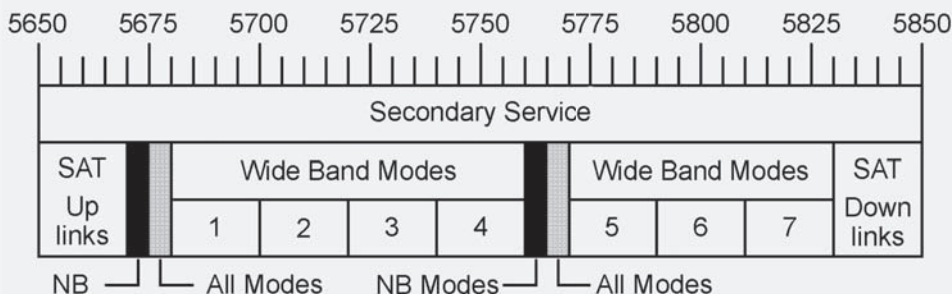 5650 5675 5700 5725 5750 5775 5800 5825 5850
Secondary Service
SAT Wide Band Modes Wide Band Modes SAT
Up links 1 2 3 4 5 6 7 Down links
NB All Modes NB Modes All Modes